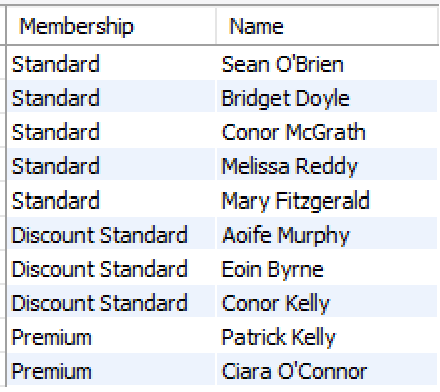 Membership Name
Standard Sean O'Brien
Standard Bridget Doyle
Standard Conor McGrath
Standard Melissa Reddy
Standard Mary Fitzgerald
Discount Standard Aoife Murphy
Discount Standard Eoin Byrne
Discount Standard Conor Kelly
Premium Patrick Kelly
Premium Ciara O'Connor